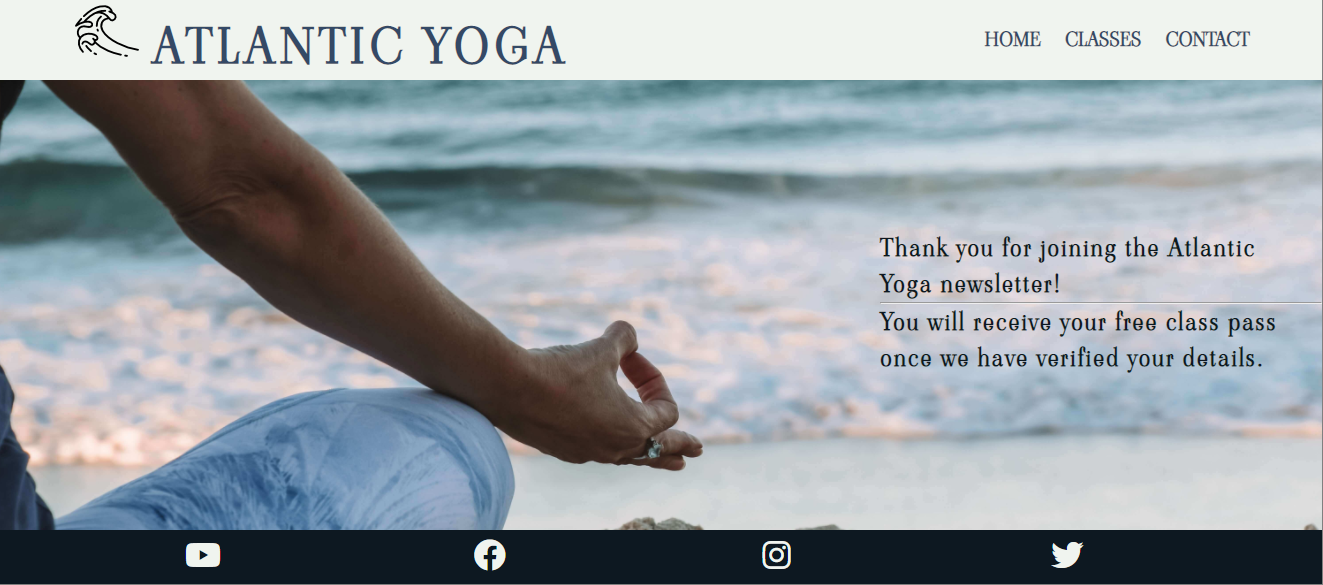 ATLANTIC YOGA
HOME CLASSES CONTACT
Thank you for joining the Atlantic
Yoga newsletter!
You will receive your free class pass
once we have verified your details.